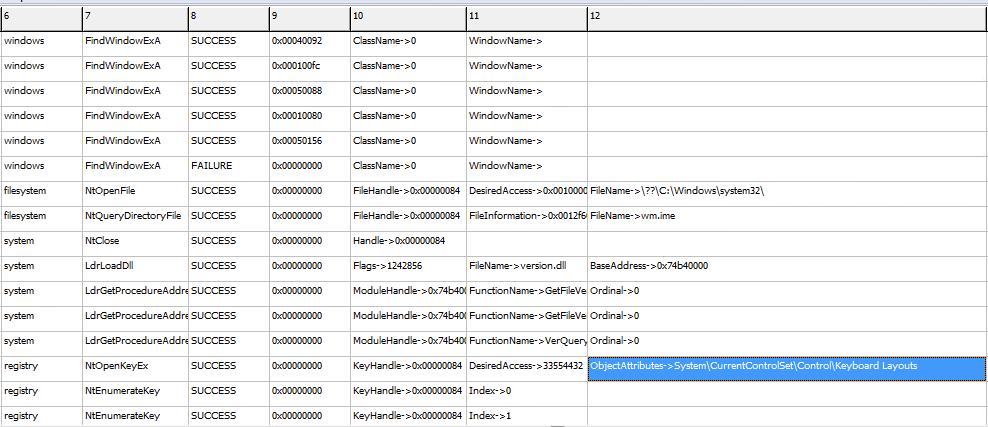 6 7 8 9 10 11 12
windows FindWindowExA SUCCESS 0x00040092 ClassName->0 WindowName->
windows FindWindowExA SUCCESS 0x000100fc ClassName->0 WindowName->
windows FindWindowExA SUCCESS 0x00050088 ClassName->0 WindowName->
windows FindWindowExA SUCCESS 0x00010080 ClassName->0 WindowName->
windows FindWindowExA SUCCESS 0x00050156 ClassName->0 WindowName->
windows FindWindowExA FAILURE 0x00000000 ClassName->0 WindowName->
filesystem NtOpenFile SUCCESS 0x00000000 FileHandle->0x00000084 DesiredAccess->0x0010000 FileName->\??\C:\Windows\system32\
filesystem NtQueryDirectoryFile SUCCESS 0x00000000 FileHandle->0x00000084 FileInformation->0x0012f6 FileName->wm.ime
system NtClose SUCCESS 0x00000000 Handle->0x00000084
system LdrLoadDll SUCCESS 0x00000000 Flags->1242856 FileName->version.dll BaseAddress->0x74b40000
system LdrGetProcedureAddre SUCCESS 0x00000000 ModuleHandle->0x74b400 FunctionName->GetFileVe Ordinal->0
system LdrGetProcedureAddre SUCCESS 0x00000000 ModuleHandle->0x74b400 FunctionName->GetFileVe Ordinal->0
system LdrGetProcedureAddre SUCCESS 0x00000000 ModuleHandle->0x74b400 FunctionName->VerQuery Ordinal->0
registry NtOpenKeyEx SUCCESS 0x00000000 KeyHandle->0x00000084 DesiredAccess->33554432 ObjectAttributes->System\CurrentControlSet\Control\Keyboard Layouts
registry NtEnumerateKey SUCCESS 0x00000000 KeyHandle->0x00000084 Index->0
registry NtEnumerateKey SUCCESS 0x00000000 KeyHandle->0x00000084 Index->1